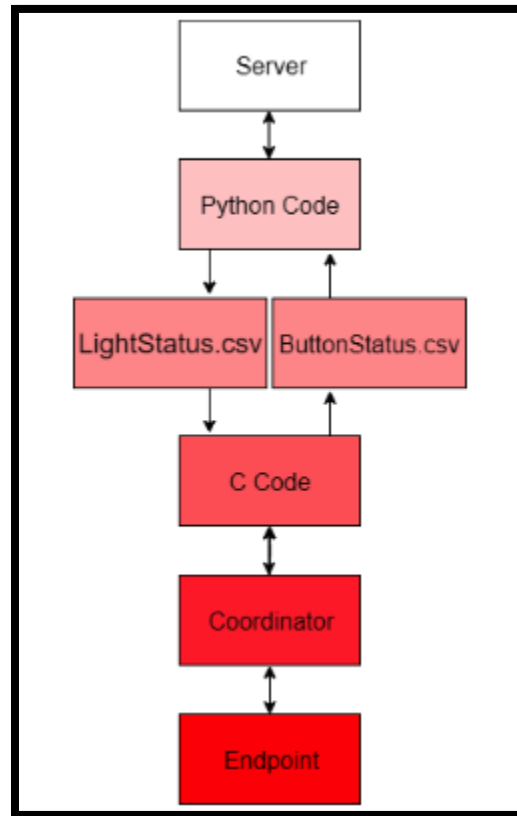 Server
Python Code
LightStatus.csv
ButtonStatus.csv
C Code
Coordinator
Endpoint